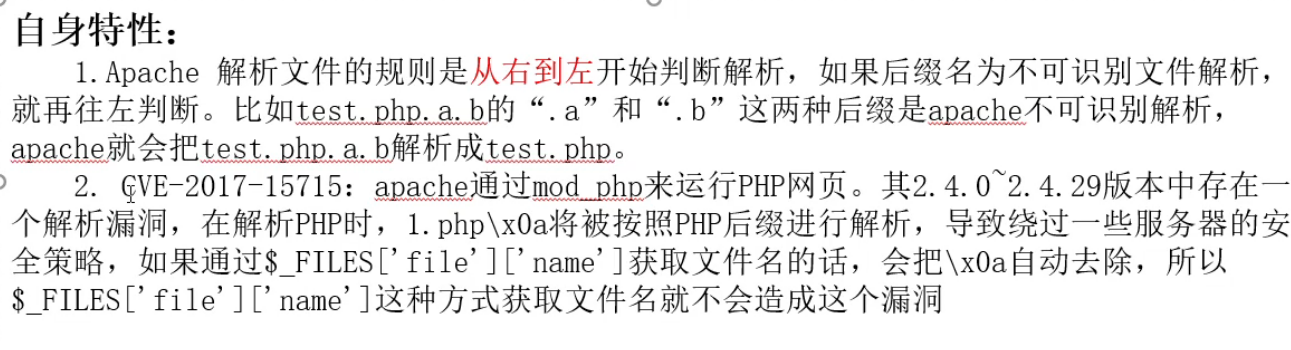 自身特性：
1.Apache 解析文件的规则是从右到左开始判断解析，如果后缀名为不可识别文件解析，
就再往左判断。比如test.php.a.b的“.a”和“.b”这两种后缀是apache不可识别解析，
apache就会把test.php.a.b解析成test.php。
2. CVE-2017-15715：apache通过mod_php来运行PHP网页。其2.4.0~2.4.29版本中存在一
个解析漏洞，在解析PHP时，1.php\x0a将被按照PHP后缀进行解析，导致绕过一些服务器的安
全策略，如果通过$_FILES['file']['name']获取文件名的话，会把\x0a自动去除，所以
$_FILES['file']['name']这种方式获取文件名就不会造成这个漏洞